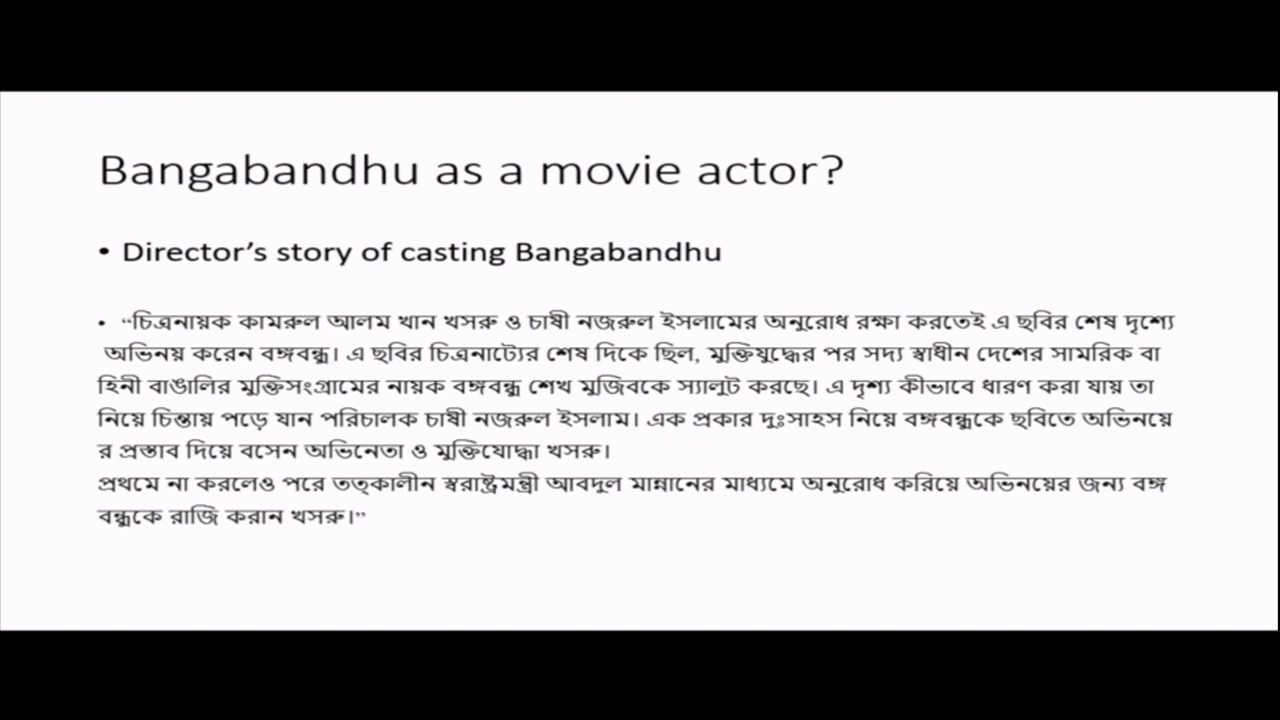 Bangabandhu as a movie actor?
• Director’s story of casting Bangabandhu
• “চিত্রনায়ক কামরুল আলম খান খসরু ও চাষী নজরুল ইসলামের অনুরোধ রক্ষা করতেই এ ছবির শেষ দৃশ্যে
অভিনয় করেন বঙ্গবন্ধু। এ ছবির চিত্রনাট্যের শেষ দিকে ছিল, মুক্তিযুদ্ধের পর সদ্য স্বাধীন দেশের সামরিক বা
হিনী বাঙালির মুক্তিসংগ্রামের নায়ক বঙ্গবন্ধু শেখ মুজিবকে স্যালুট করছে। এ দৃশ্য কীভাবে ধারণ করা যায় তা
নিয়ে চিন্তায় পড়ে যান পরিচালক চাষী নজরুল ইসলাম। এক প্রকার দুঃসাহস নিয়ে বঙ্গবন্ধুকে ছবিতে অভিনয়ে
র প্রস্তাব দিয়ে বসেন অভিনেতা ও মুক্তিযোদ্ধা খসরু।
প্রথমে না করলেও পরে তত্কালীন স্বরাষ্ট্রমন্ত্রী আবদুল মান্নানের মাধ্যমে অনুরোধ করিয়ে অভিনয়ের জন্য বঙ্গ
বন্ধুকে রাজি করান খসরু।”